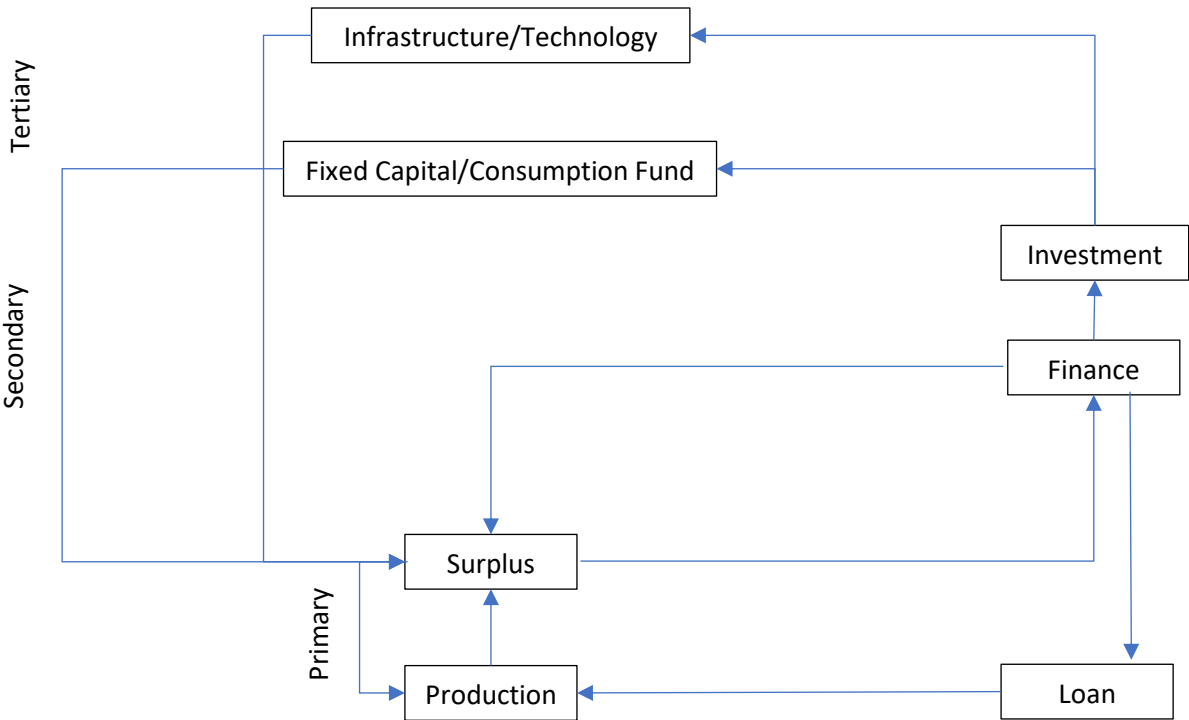 Infrastructure/Technology
Tertiary
Fixed Capital/Consumption Fund
Investment
Secondary
Finance
Surplus
Primary
Production
Loan